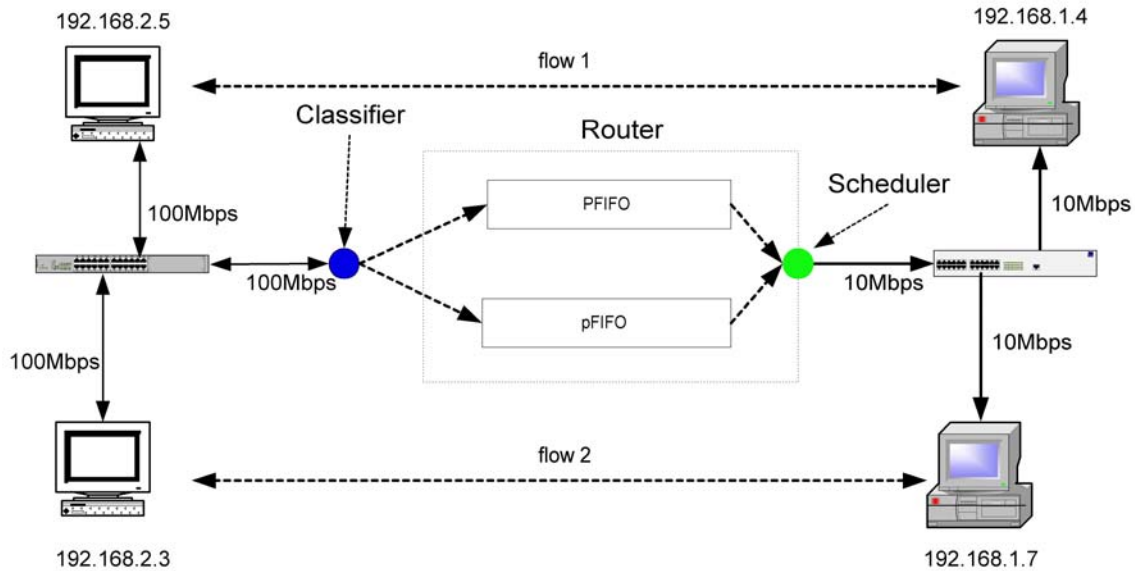 192.168.2.5
192.168.1.4
flow 1
Classifier
Router
Scheduler
PFIFO
100Mbps
10Mbps
100Mbps
10Mbps
pFIFO
10Mbps
100Mbps
flow 2
192.168.2.3
192.168.1.7